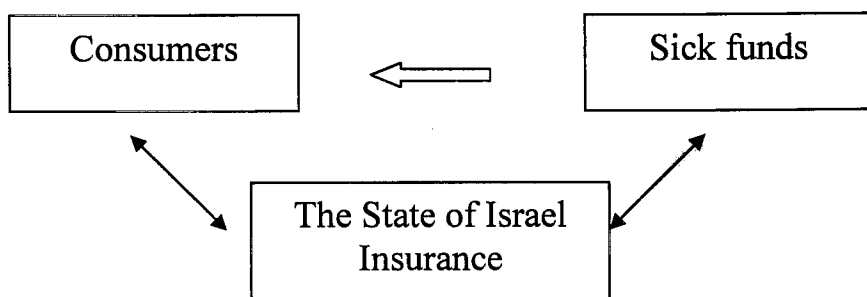 Consumers
Sick funds
The State of Israel
Insurance